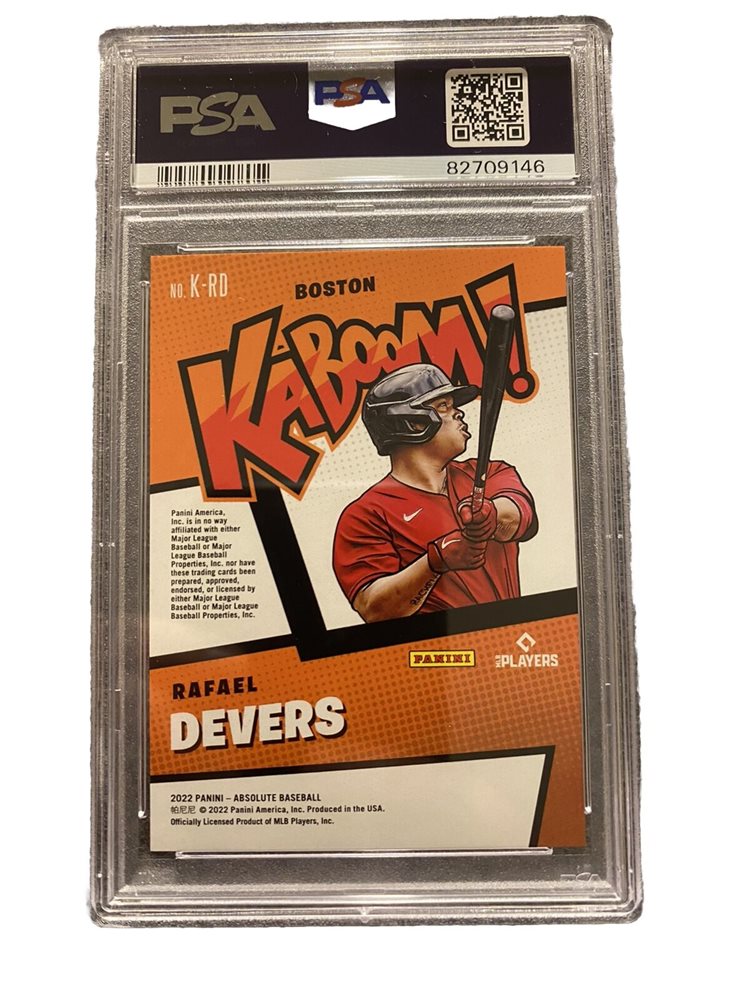 PSA
PSA
82709146
NO. K-RD
BOSTON
KABOOM!
Panini America,
Inc. is in no way
affiliated with either
Major League
Baseball or Major
League Baseball
Properties, Inc. nor have
these trading cards been
prepared, approved,
endorsed, or licensed by
either Major League
Baseball or Major League
Baseball Properties, Inc.
PANINI
MLB PLAYERS
RAFAEL
DEVERS
2022 PANINI – ABSOLUTE BASEBALL
帕尼尼 © 2022 Panini America, Inc. Produced in the USA.
Officially Licensed Product of MLB Players, Inc.
PSA